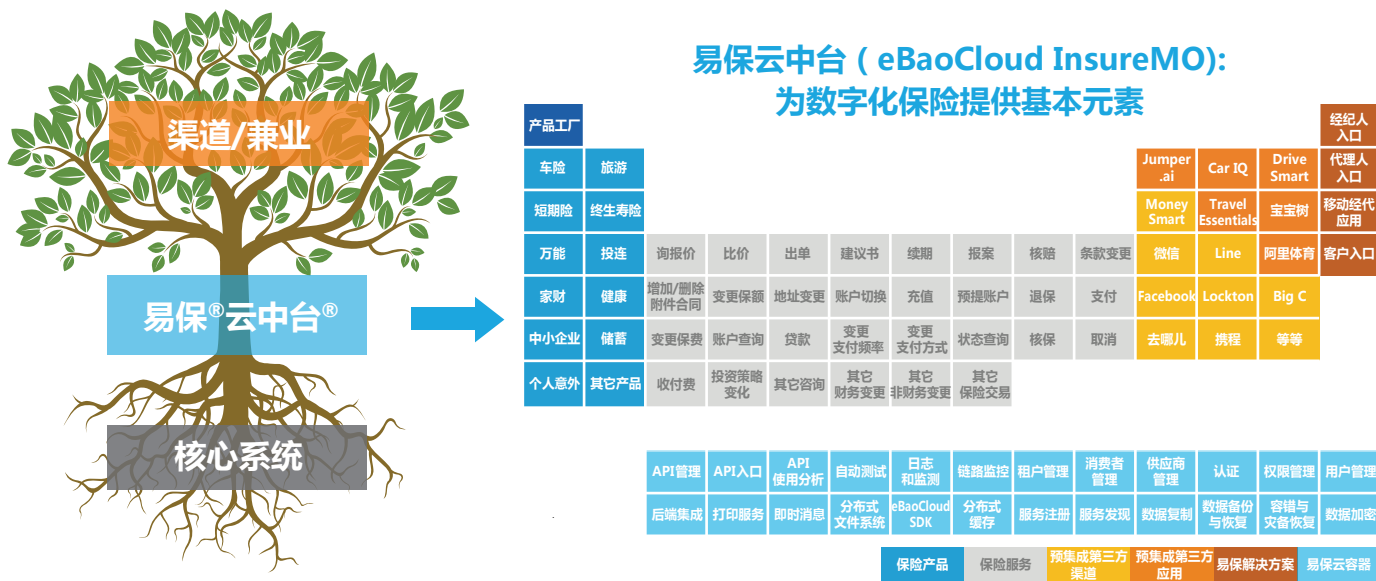 渠道/兼业
易保®云中台®
核心系统
易保云中台 ( eBaoCloud InsureMO):
为数字化保险提供基本元素
产品工厂
经纪人
入口
车险
旅游
Jumper
.ai
Car IQ
Drive
Smart
代理人
入口
短期险
终生寿险
Money
Smart
Travel
Essentials
宝宝树
移动经代
应用
万能
投连
询报价
比价
出单
建议书
续期
报案
核赔
条款变更
微信
Line
阿里体育
客户入口
家财
健康
增加/删除
附件合同
变更保额
地址变更
账户切换
充值
预提账户
退保
支付
Facebook
Lockton
Big C
中小企业
储蓄
变更保费
账户查询
贷款
变更
支付频率
变更
支付方式
状态查询
核保
取消
去哪儿
携程
等等
个人意外
其它产品
收付费
投资策略
变化
其它咨询
其它
财务变更
其它
非财务变更
其它
保险交易
API管理
API入口
API
使用分析
自动测试
日志
和监测
链路监控
租户管理
消费者
管理
供应商
管理
认证
权限管理
用户管理
后端集成
打印服务
即时消息
分布式
文件系统
eBaoCloud
SDK
分布式
缓存
服务注册
服务发现
数据复制
数据备份
与恢复
容错与
灾备恢复
数据加密
保险产品
保险服务
预集成第三方
渠道
预集成第三方
应用
易保解决方案
易保云容器